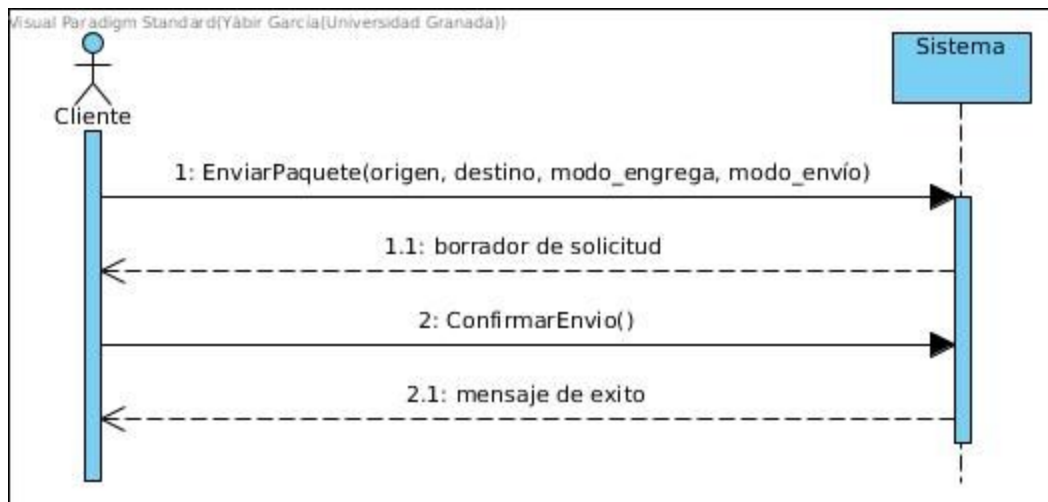 Visual Paradigm Standard(Yábir García(Universidad Granada))
Sistema
Cliente
1: EnviarPaquete(origen, destino, modo_engrega, modo_envío)
1.1: borrador de solicitud
2: ConfirmarEnvio()
2.1: mensaje de exito